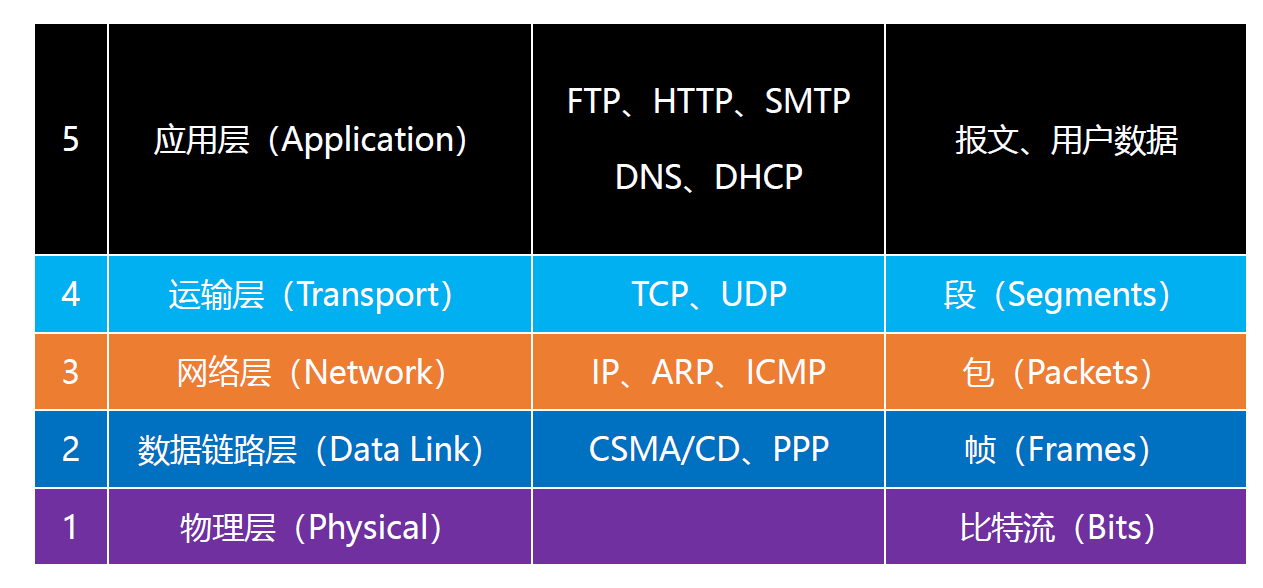 5 应用层（Application） FTP、HTTP、SMTP 报文、用户数据
DNS、DHCP
4 运输层（Transport） TCP、UDP 段（Segments）
3 网络层（Network） IP、ARP、ICMP 包（Packets）
2 数据链路层（Data Link） CSMA/CD、PPP 帧（Frames）
1 物理层（Physical） 比特流（Bits）